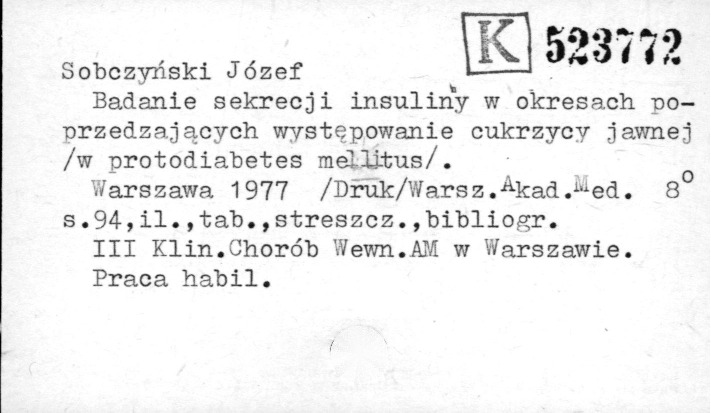 K 523772
Sobczyński Józef
Badanie sekrecji insuliny w okresach po-
przedzających występowanie cukrzycy jawnej
/w protodiabetes mellitus/.
Warszawa 1977 /Druk/Warsz.Akad.Med. 8°
s.94,il.,tab.,streszcz.,bibliogr.
III Klin.Chorób Wewn.AM w Warszawie.
Praca habil.